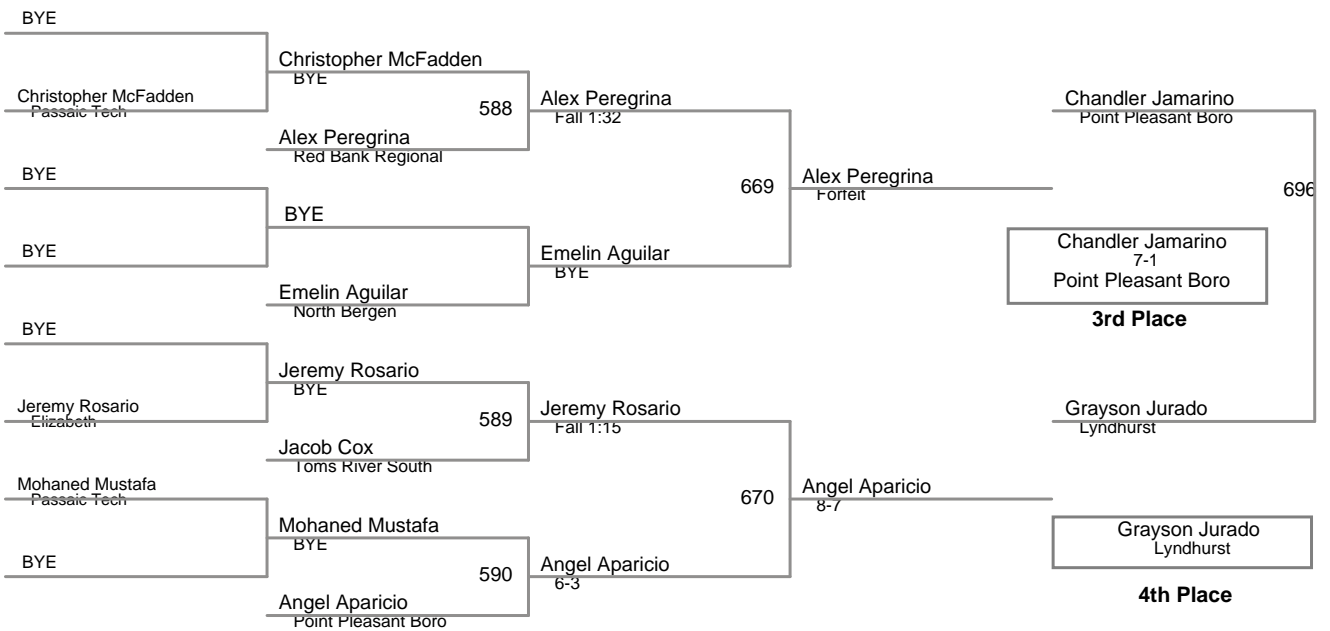 BYE
Christopher McFadden
Passaic Tech
BYE
BYE
BYE
Jeremy Rosario
Elizabeth
Mohaned Mustafa
Passaic Tech
BYE
Christopher McFadden
BYE
588
Alex Peregrina
Red Bank Regional
BYE
Emelin Aguilar
North Bergen
Jeremy Rosario
BYE
589
Jacob Cox
Toms River South
Mohaned Mustafa
BYE
590
Angel Aparicio
Point Pleasant Boro
Alex Peregrina
Fall 1:32
669
Emelin Aguilar
BYE
Jeremy Rosario
Fall 1:15
670
Angel Aparicio
6-3
Alex Peregrina
Forfeit
Angel Aparicio
8-7
Chandler Jamarino
Point Pleasant Boro
696
Chandler Jamarino
7-1
Point Pleasant Boro
3rd Place
Grayson Jurado
Lyndhurst
Grayson Jurado
Lyndhurst
4th Place